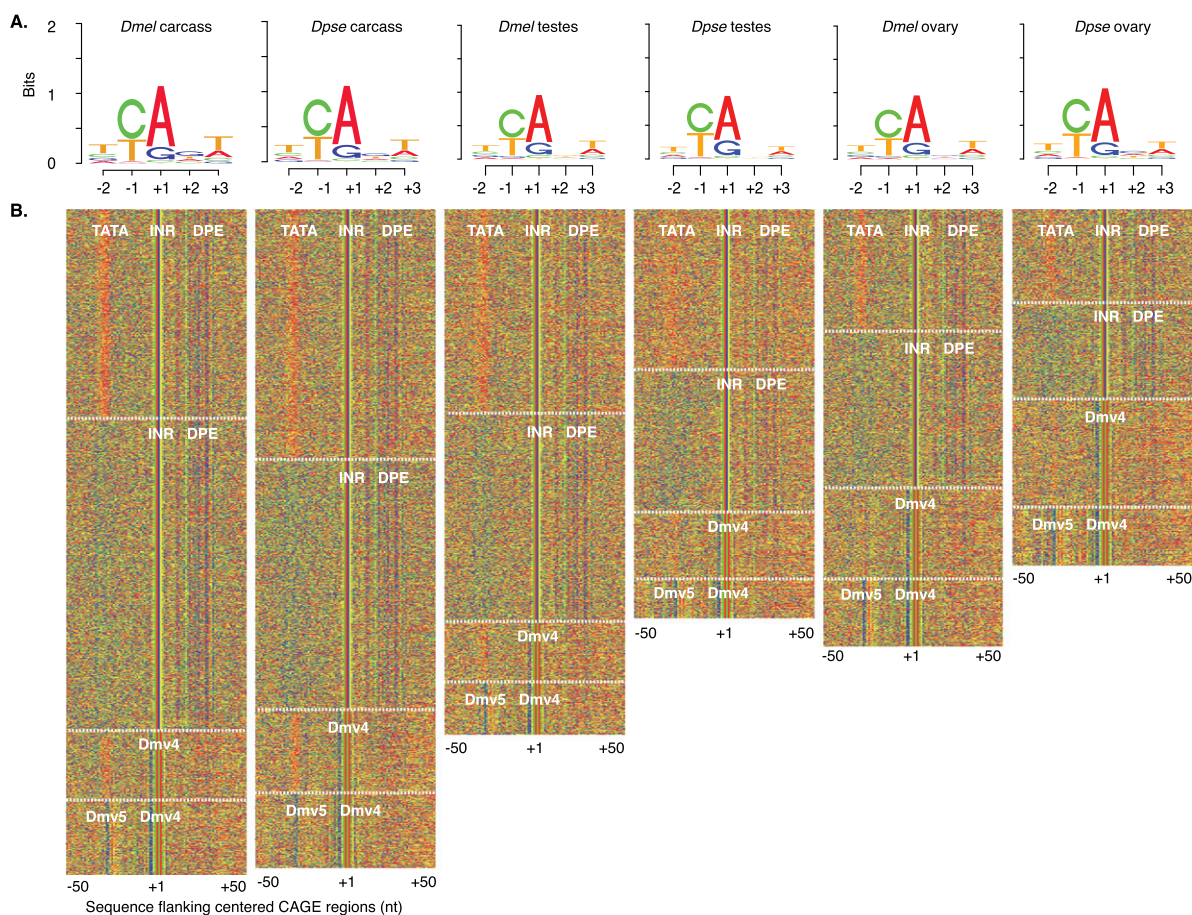 A.
Dmel carcass
Dpse carcass
Dmel testes
Dpse testes
Dmel ovary
Dpse ovary
2
1
0
Bits
C A T
T G A
-2 -1 +1 +2 +3
C A T
T G A
-2 -1 +1 +2 +3
C A T
T G A
-2 -1 +1 +2 +3
C A T
T G
-2 -1 +1 +2 +3
C A T
T G A
-2 -1 +1 +2 +3
C A T
T G A
-2 -1 +1 +2 +3
B.
TATA INR DPE
INR DPE
Dmv4
Dmv5 Dmv4
-50 +1 +50
TATA INR DPE
INR DPE
Dmv4
Dmv5 Dmv4
-50 +1 +50
TATA INR DPE
INR DPE
Dmv4
Dmv5 Dmv4
-50 +1 +50
TATA INR DPE
INR DPE
Dmv4
Dmv5 Dmv4
-50 +1 +50
TATA INR DPE
INR DPE
Dmv4
Dmv5 Dmv4
-50 +1 +50
TATA INR DPE
INR DPE
Dmv4
Dmv5 Dmv4
-50 +1 +50
Sequence flanking centered CAGE regions (nt)